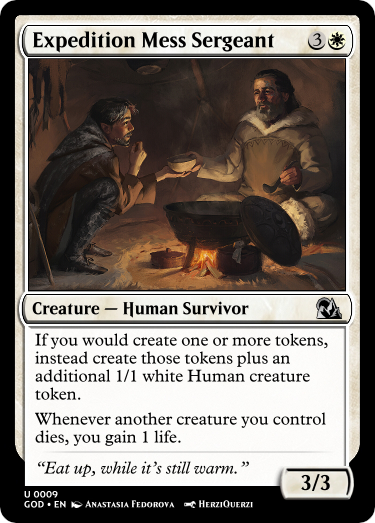 Expedition Mess Sergeant 3
Creature — Human Survivor
If you would create one or more tokens,
instead create those tokens plus an
additional 1/1 white Human creature
token.
Whenever another creature you control
dies, you gain 1 life.
“Eat up, while it’s still warm.”
3/3
U 0009
GOD • EN Anastasia Fedorova HerziQuerzi